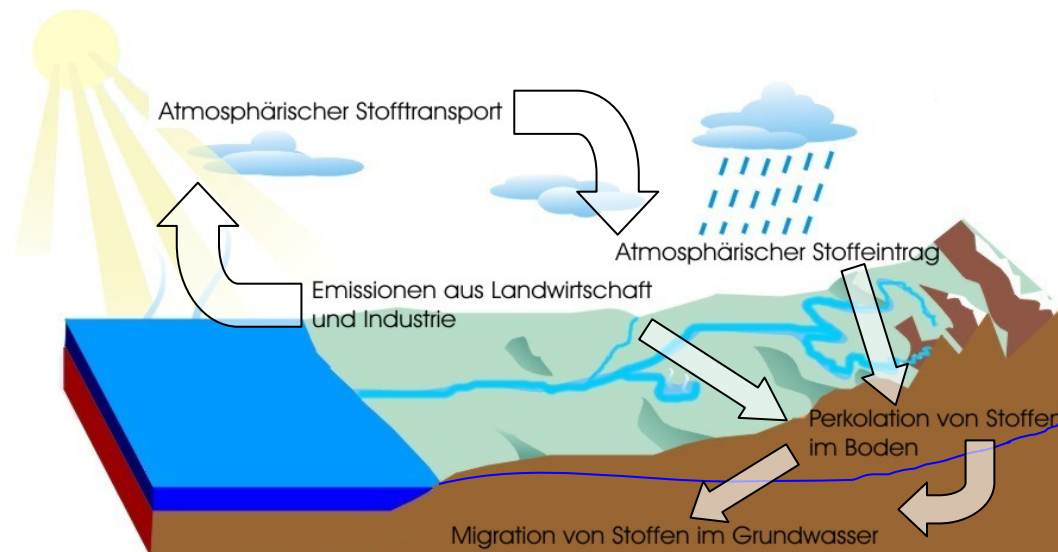 Atmosphärischer Stofftransport
Atmosphärischer Stoffeintrag
Emissionen aus Landwirtschaft
und Industrie
Perkolation von Stoffen
im Boden
Migration von Stoffen im Grundwasser